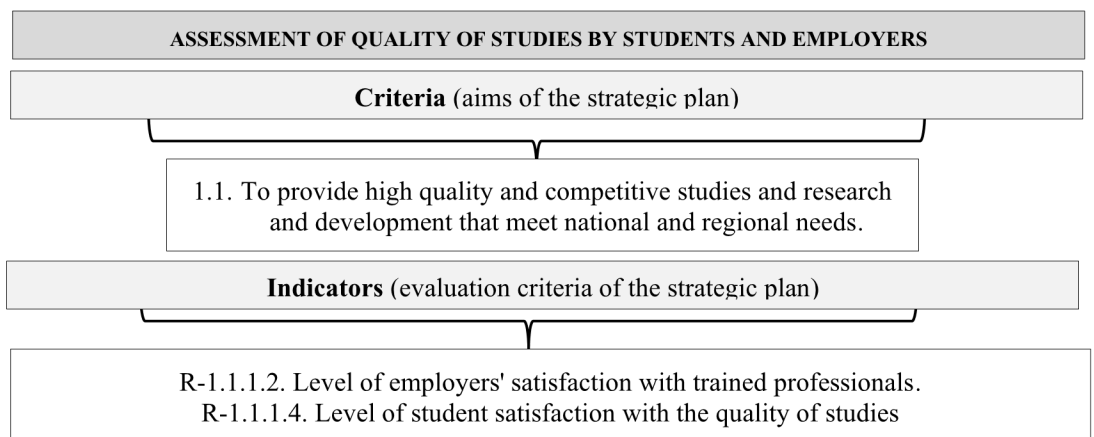 ASSESSMENT OF QUALITY OF STUDIES BY STUDENTS AND EMPLOYERS
Criteria (aims of the strategic plan)
1.1. To provide high quality and competitive studies and research
and development that meet national and regional needs.
Indicators (evaluation criteria of the strategic plan)
R-1.1.1.2. Level of employers' satisfaction with trained professionals.
R-1.1.1.4. Level of student satisfaction with the quality of studies